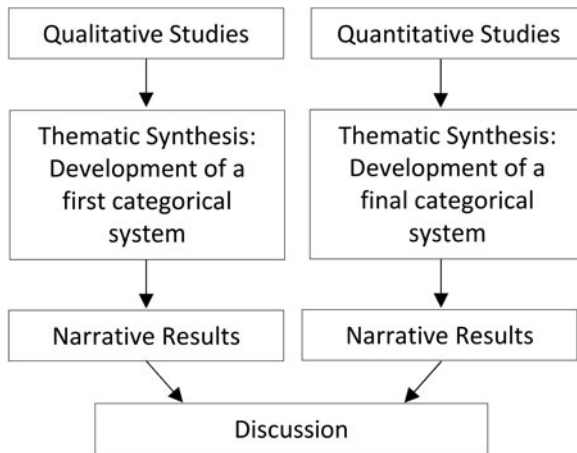 Qualitative Studies
Quantitative Studies
Thematic Synthesis:
Development of a
first categorical
system
Thematic Synthesis:
Development of a
final categorical
system
Narrative Results
Narrative Results
Discussion